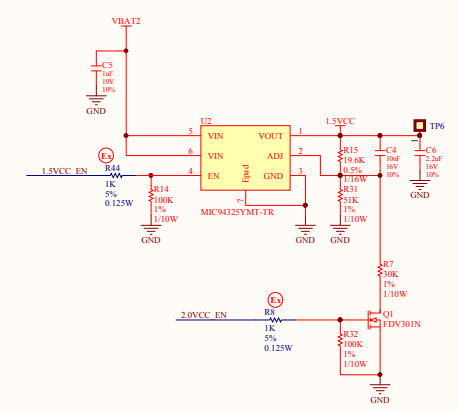 VBAT2
C5
1uF
10V
10%
GND
U2
5 VIN VOUT 1
6 VIN ADJ 2
4 EN GND 3
Epad
7
MIC94325YMT-TR
1.5VCC
TP6
1
R15
19.6K
0.5%
1/16W
C4
10nF
16V
10%
C6
2.2uF
16V
10%
GND
1.5VCC_EN
Ex
R44
1K
5%
0.125W
R14
100K
1%
1/10W
GND
GND
R31
51K
1%
1/10W
GND
R7
30K
1%
1/10W
2.0VCC_EN
Ex
R8
1K
5%
0.125W
Q1
FDV301N
R32
100K
1%
1/10W
GND